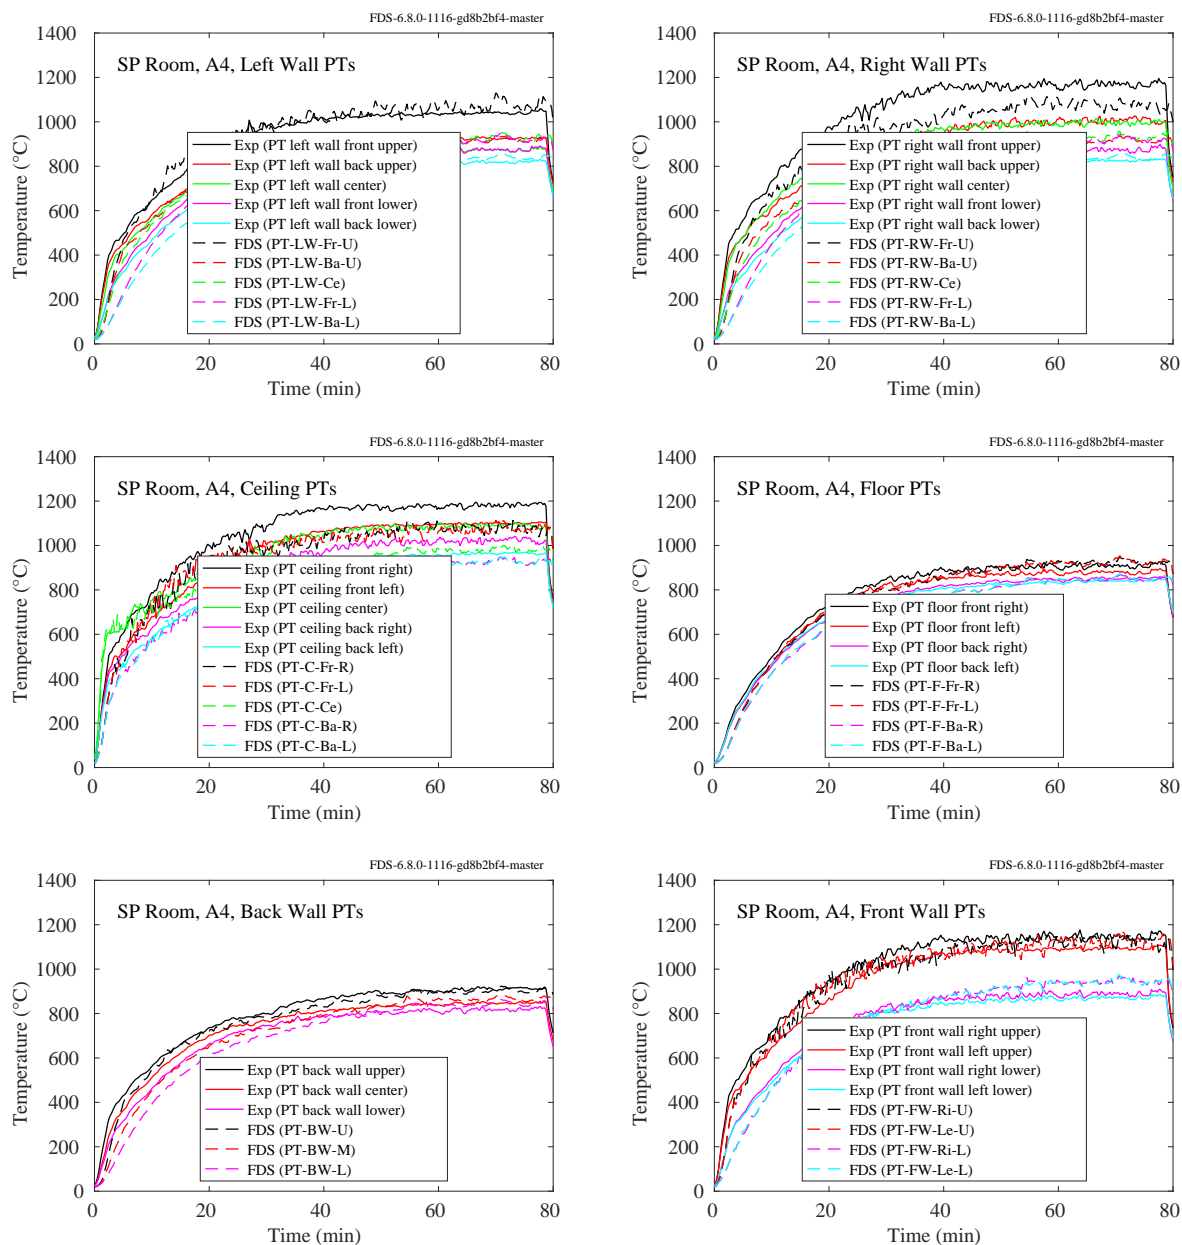 FDS-6.8.0-1116-gd8b2bf4-master
SP Room, A4, Left Wall PTs
Temperature (°C)
1400
1200
1000
800
600
400
200
0
Exp (PT left wall front upper)
Exp (PT left wall back upper)
Exp (PT left wall center)
Exp (PT left wall front lower)
Exp (PT left wall back lower)
FDS (PT-LW-Fr-U)
FDS (PT-LW-Ba-U)
FDS (PT-LW-Ce)
FDS (PT-LW-Fr-L)
FDS (PT-LW-Ba-L)
0 20 40 60 80
Time (min)
FDS-6.8.0-1116-gd8b2bf4-master
SP Room, A4, Right Wall PTs
Temperature (°C)
1400
1200
1000
800
600
400
200
0
Exp (PT right wall front upper)
Exp (PT right wall back upper)
Exp (PT right wall center)
Exp (PT right wall front lower)
Exp (PT right wall back lower)
FDS (PT-RW-Fr-U)
FDS (PT-RW-Ba-U)
FDS (PT-RW-Ce)
FDS (PT-RW-Fr-L)
FDS (PT-RW-Ba-L)
0 20 40 60 80
Time (min)
FDS-6.8.0-1116-gd8b2bf4-master
SP Room, A4, Ceiling PTs
Temperature (°C)
1400
1200
1000
800
600
400
200
0
Exp (PT ceiling front right)
Exp (PT ceiling front left)
Exp (PT ceiling center)
Exp (PT ceiling back right)
Exp (PT ceiling back left)
FDS (PT-C-Fr-R)
FDS (PT-C-Fr-L)
FDS (PT-C-Ce)
FDS (PT-C-Ba-R)
FDS (PT-C-Ba-L)
0 20 40 60 80
Time (min)
FDS-6.8.0-1116-gd8b2bf4-master
SP Room, A4, Floor PTs
Temperature (°C)
1400
1200
1000
800
600
400
200
0
Exp (PT floor front right)
Exp (PT floor front left)
Exp (PT floor back right)
Exp (PT floor back left)
FDS (PT-F-Fr-R)
FDS (PT-F-Fr-L)
FDS (PT-F-Ba-R)
FDS (PT-F-Ba-L)
0 20 40 60 80
Time (min)
FDS-6.8.0-1116-gd8b2bf4-master
SP Room, A4, Back Wall PTs
Temperature (°C)
1400
1200
1000
800
600
400
200
0
Exp (PT back wall upper)
Exp (PT back wall center)
Exp (PT back wall lower)
FDS (PT-BW-U)
FDS (PT-BW-M)
FDS (PT-BW-L)
0 20 40 60 80
Time (min)
FDS-6.8.0-1116-gd8b2bf4-master
SP Room, A4, Front Wall PTs
Temperature (°C)
1400
1200
1000
800
600
400
200
0
Exp (PT front wall right upper)
Exp (PT front wall left upper)
Exp (PT front wall right lower)
Exp (PT front wall left lower)
FDS (PT-FW-Ri-U)
FDS (PT-FW-Le-U)
FDS (PT-FW-Ri-L)
FDS (PT-FW-Le-L)
0 20 40 60 80
Time (min)